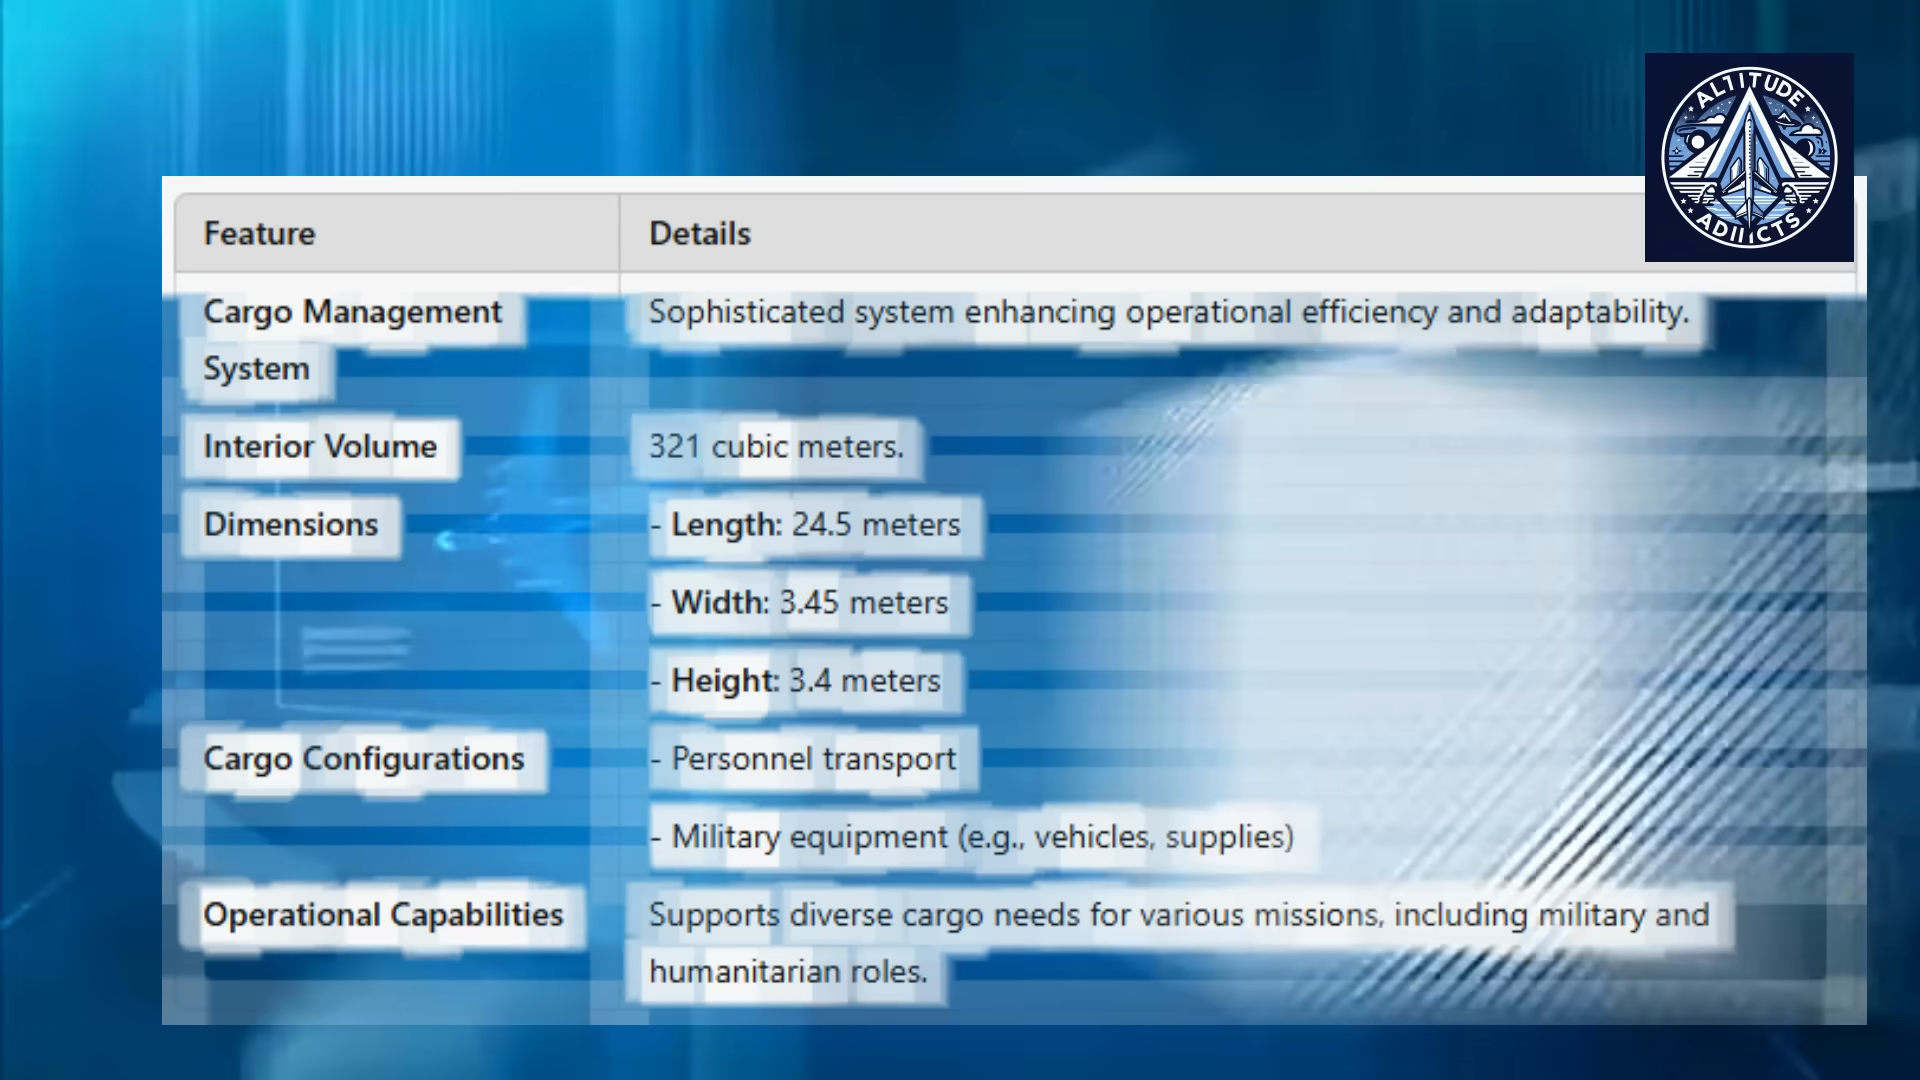 ALTITUDE
ADIICTS
Feature
Details
Cargo Management System
Sophisticated system enhancing operational efficiency and adaptability.
Interior Volume
321 cubic meters.
Dimensions
- Length: 24.5 meters
- Width: 3.45 meters
- Height: 3.4 meters
Cargo Configurations
- Personnel transport
- Military equipment (e.g., vehicles, supplies)
Operational Capabilities
Supports diverse cargo needs for various missions, including military and
humanitarian roles.